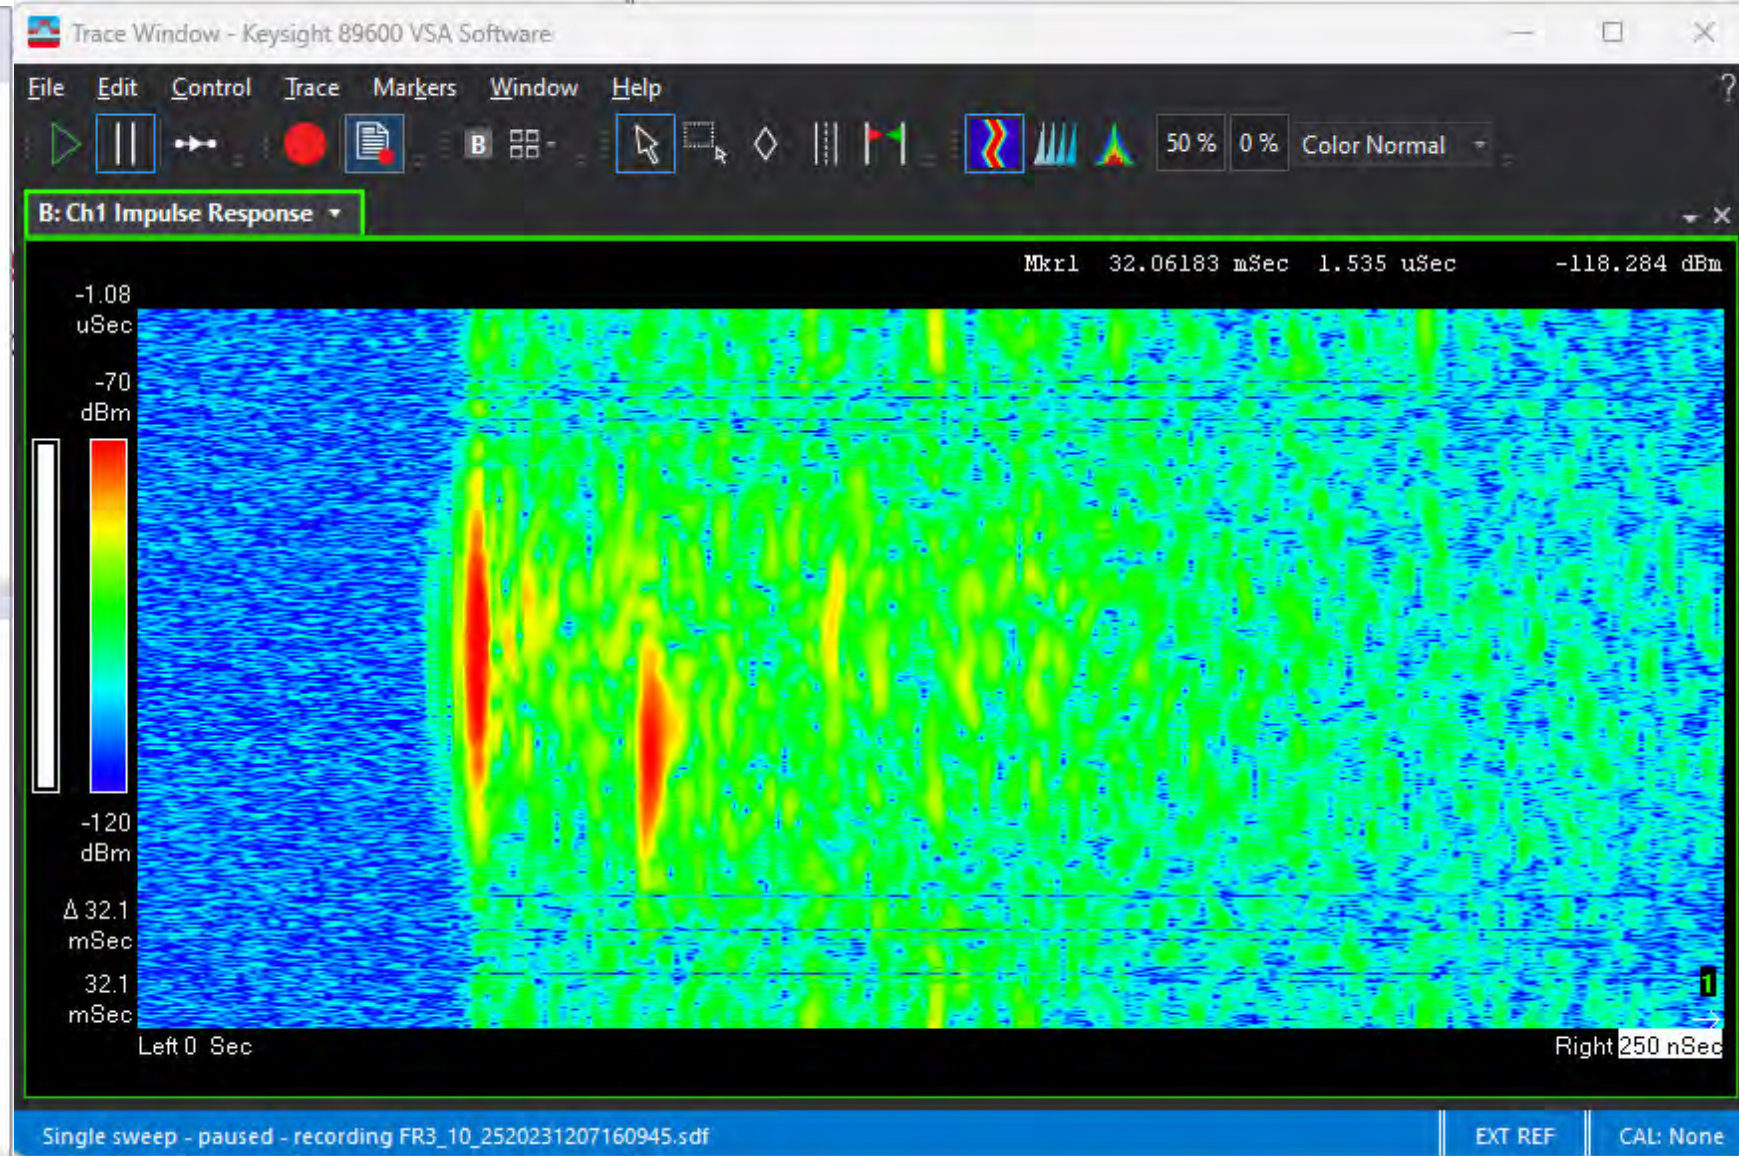 Trace Window - Keysight 89600 VSA Software
File Edit Control Trace Markers Window Help ?
B 50 % 0 % Color Normal
B: Ch1 Impulse Response
Mkr1 32.06183 mSec 1.535 uSec -118.284 dBm
-1.08
uSec
-70
dBm
-120
dBm
Δ 32.1
mSec
32.1
mSec
1
Left 0 Sec Right 250 nSec
Single sweep - paused - recording FR3_10_2520231207160945.sdf EXT REF CAL: None